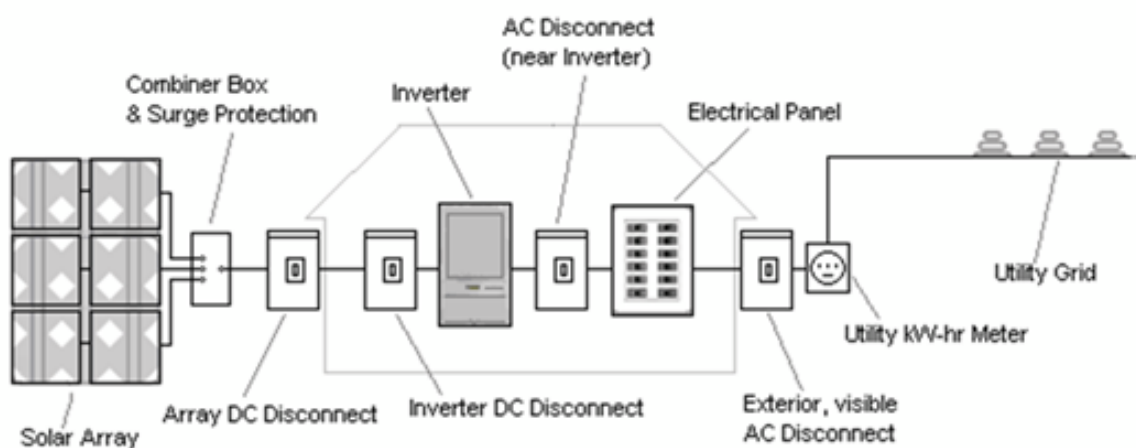 AC Disconnect
(near Inverter)
Combiner Box
& Surge Protection
Inverter
Electrical Panel
Utility Grid
Utility kW-hr Meter
Array DC Disconnect
Inverter DC Disconnect
Exterior, visible
AC Disconnect
Solar Array